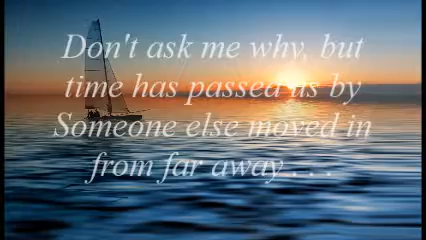 Don't ask me why, but
time has passed us by
Someone else moved in
from far away . . .